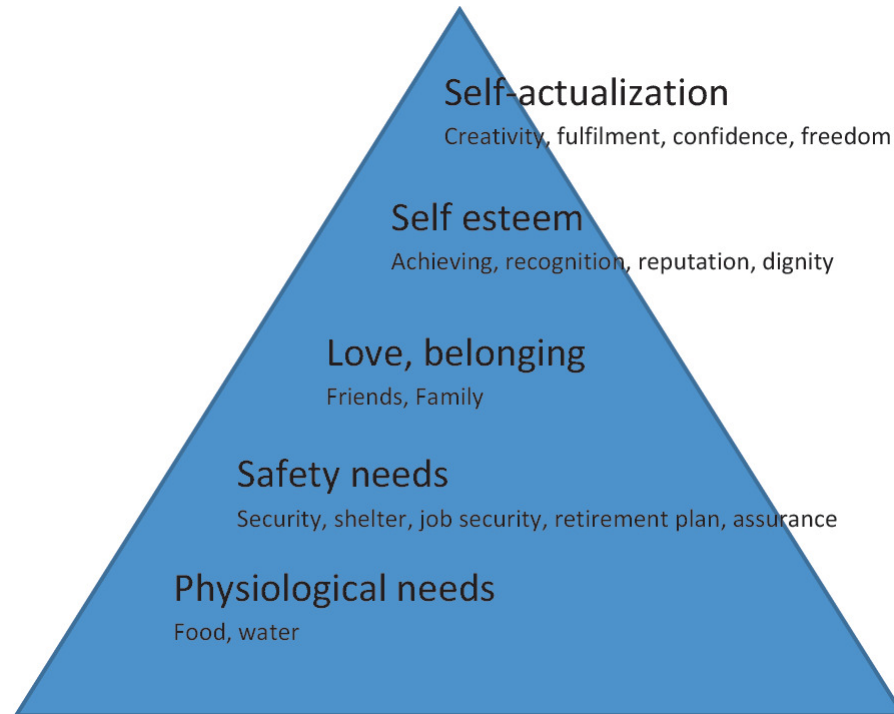 Self-actualization
Creativity, fulfilment, confidence, freedom
Self esteem
Achieving, recognition, reputation, dignity
Love, belonging
Friends, Family
Safety needs
Security, shelter, job security, retirement plan, assurance
Physiological needs
Food, water